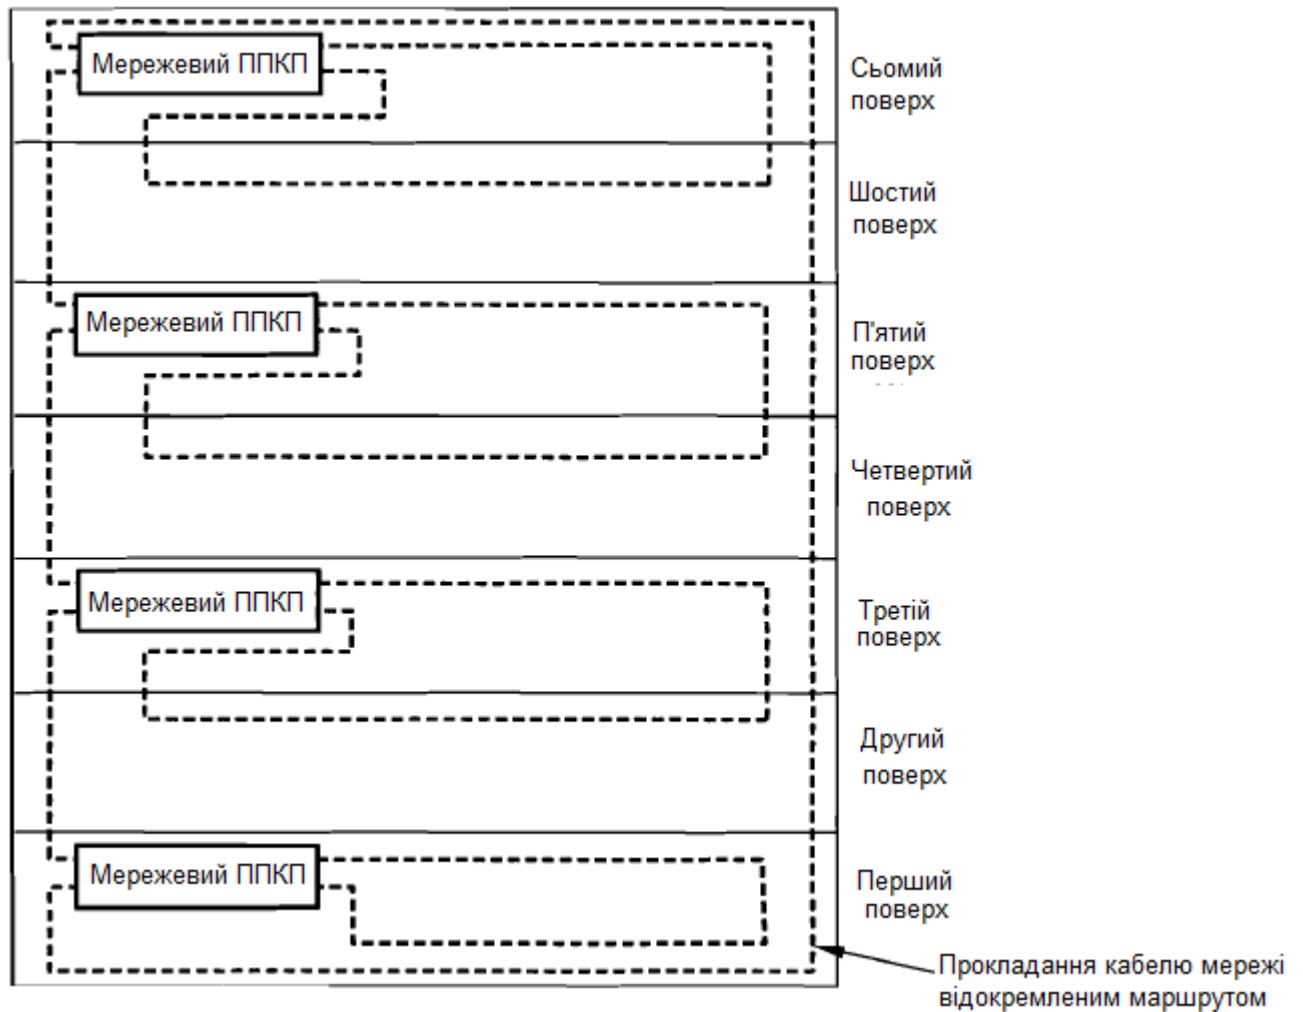 Мережевий ППКП
Сьомий
поверх
Шостий
поверх
Мережевий ППКП
П'ятий
поверх
Четвертий
поверх
Мережевий ППКП
Третій
поверх
Другий
поверх
Мережевий ППКП
Перший
поверх
Прокладання кабелю мережі
відокремленим маршрутом